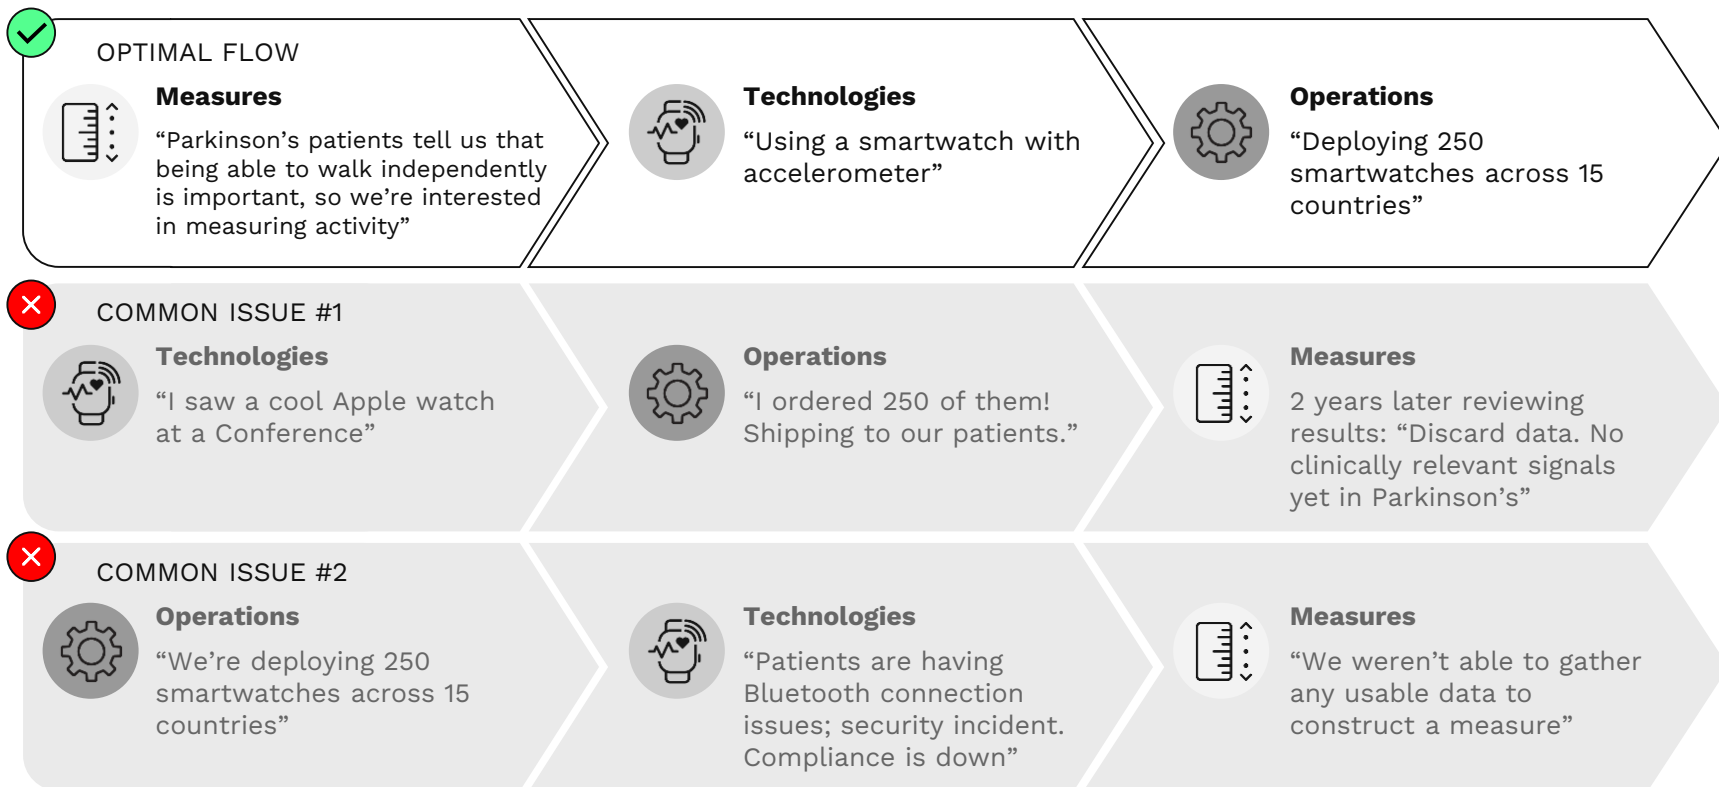 OPTIMAL FLOW
Measures
“Parkinson’s patients tell us that
being able to walk independently
is important, so we’re interested
in measuring activity”
Technologies
“Using a smartwatch with
accelerometer”
Operations
“Deploying 250
smartwatches across 15
countries”
COMMON ISSUE #1
Technologies
“I saw a cool Apple watch
at a Conference”
Operations
“I ordered 250 of them!
Shipping to our patients.”
Measures
2 years later reviewing
results: “Discard data. No
clinically relevant signals
yet in Parkinson’s”
COMMON ISSUE #2
Operations
“We’re deploying 250
smartwatches across 15
countries”
Technologies
“Patients are having
Bluetooth connection
issues; security incident.
Compliance is down”
Measures
“We weren’t able to gather
any usable data to
construct a measure”